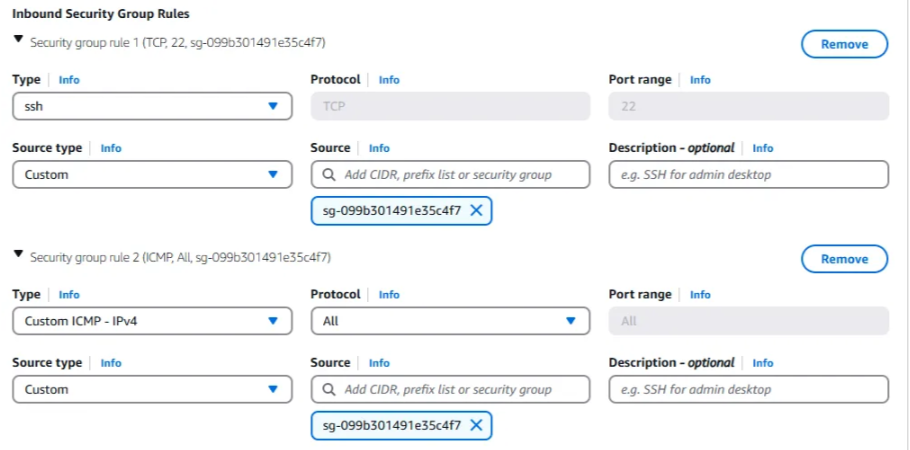 Inbound Security Group Rules
Security group rule 1 (TCP, 22, sg-099b301491e35c4f7)
Remove
Type Info Protocol Info Port range Info
ssh TCP 22
Source type Info Source Info Description - optional Info
Custom Add CIDR, prefix list or security group e.g. SSH for admin desktop
sg-099b301491e35c4f7
Security group rule 2 (ICMP, All, sg-099b301491e35c4f7)
Remove
Type Info Protocol Info Port range Info
Custom ICMP - IPv4 All All
Source type Info Source Info Description - optional Info
Custom Add CIDR, prefix list or security group e.g. SSH for admin desktop
sg-099b301491e35c4f7